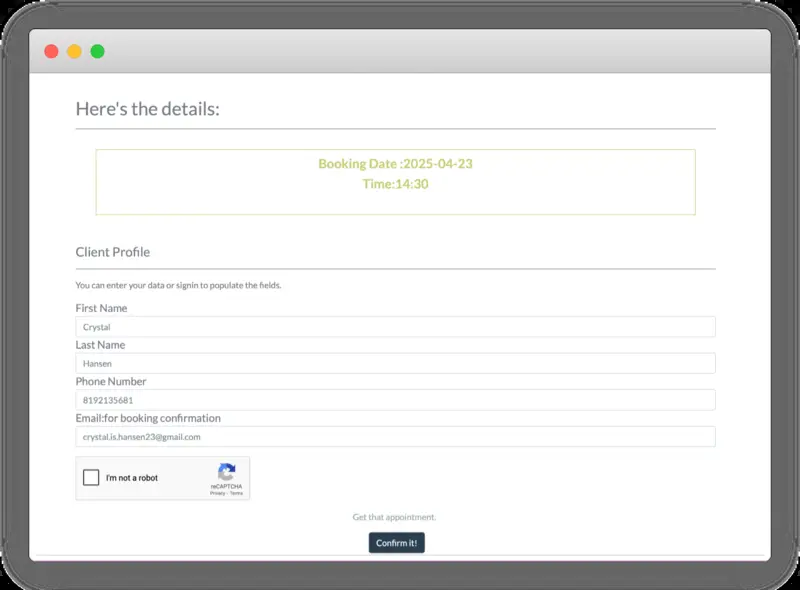 Here's the details:
Booking Date :2025-04-23
Time:14:30
Client Profile
You can enter your data or signin to populate the fields.
First Name
Crystal
Last Name
Hansen
Phone Number
8192135681
Email:for booking confirmation
crystal.is.hansen23@gmail.com
I'm not a robot
reCAPTCHA
Privacy - Terms
Get that appointment.
Confirm it!